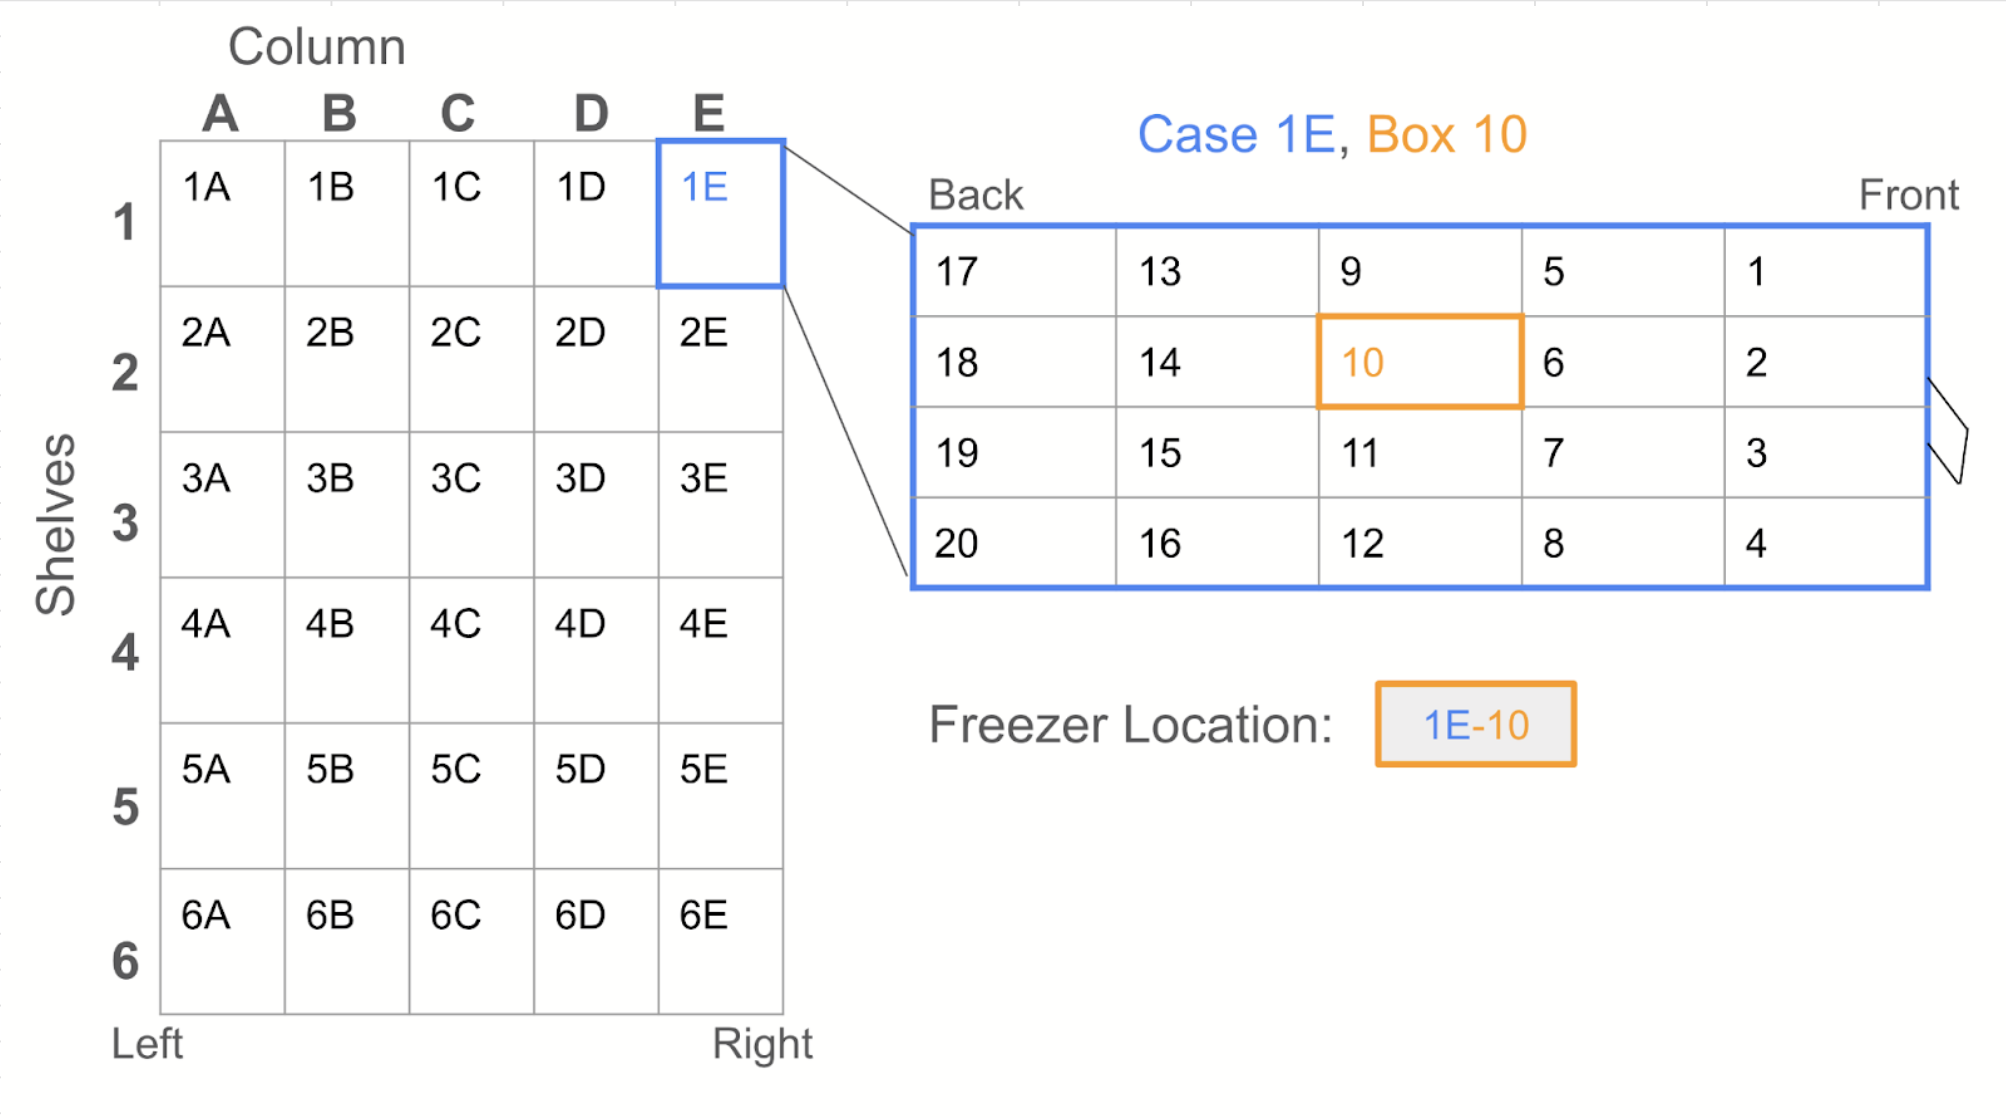 Column
A B C D E
1 1A 1B 1C 1D 1E
2 2A 2B 2C 2D 2E
3 3A 3B 3C 3D 3E
4 4A 4B 4C 4D 4E
5 5A 5B 5C 5D 5E
6 6A 6B 6C 6D 6E
Shelves
Left Right
Case 1E, Box 10
Back Front
17 13 9 5 1
18 14 10 6 2
19 15 11 7 3
20 16 12 8 4
Freezer Location: 1E-10